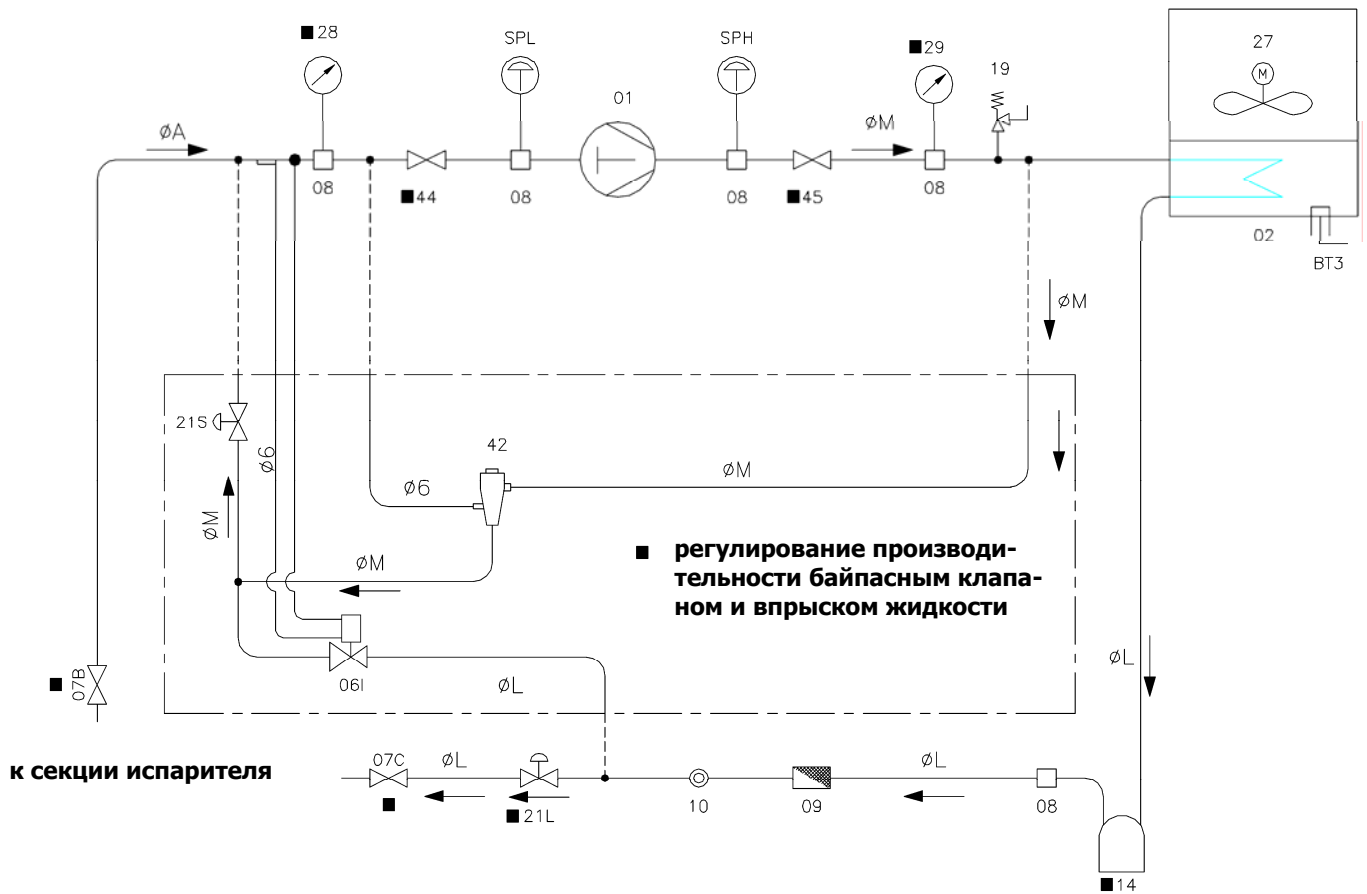 ■28
SPL
SPH
■29
19
27
M
01
øA
øM
08
■44
08
08
■45
08
02
BT3
øM
21S
ø6
42
øM
ø6
øM
øM
■ регулирование производи-
тельности байпасным клапа-
ном и впрыском жидкости
■
07B
06I
øL
øL
к секции испарителя
07C
øL
øL
■
■21L
10
09
08
■14